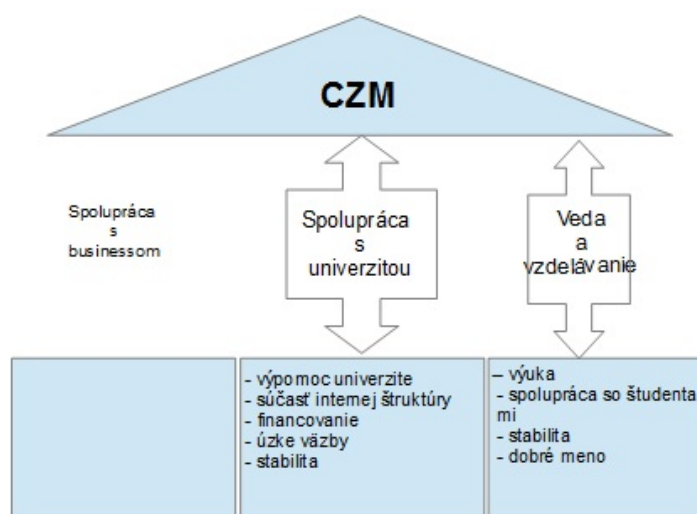 CZM
Spolupráca
s
businessom
Spolupráca
s
univerzitou
Veda
a
vzdelávanie
- výpomoc univerzite
- súčasť internej štruktúry
- financovanie
- úzke väzby
- stabilita
– výuka
- spolupráca so študenta
mi
- stabilita
- dobré meno